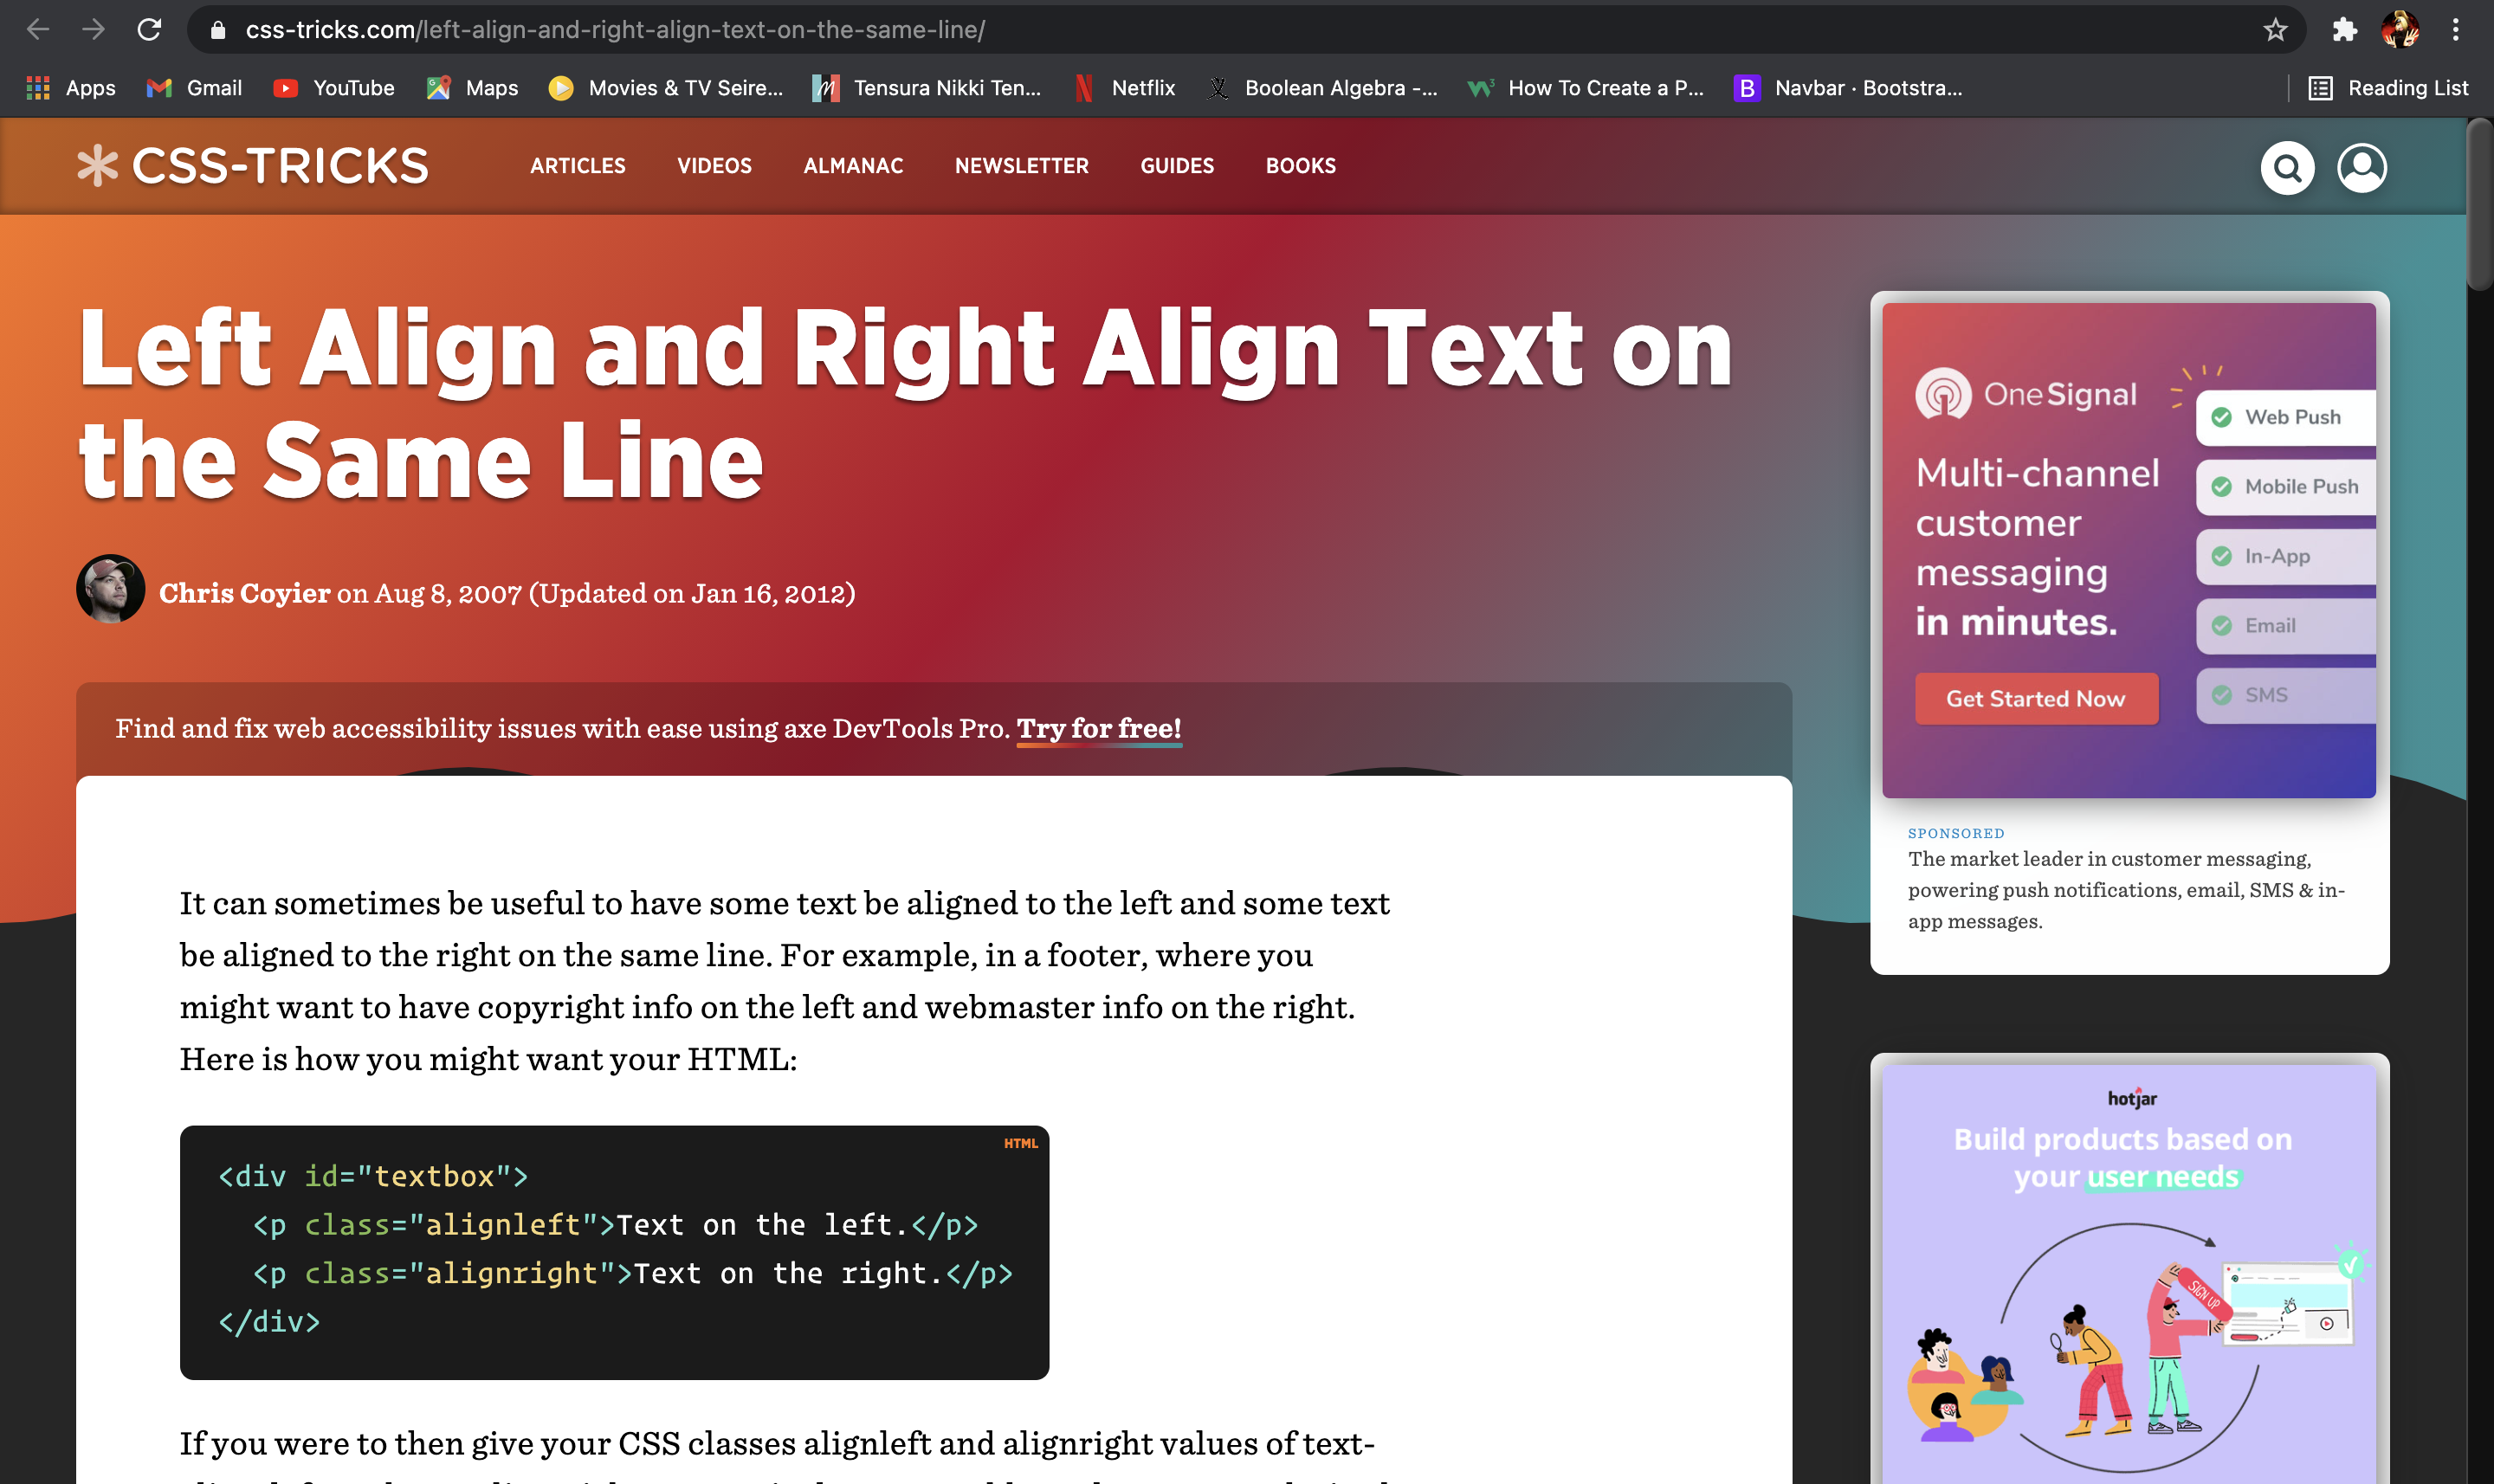 css-tricks.com/left-align-and-right-align-text-on-the-same-line/
Apps Gmail YouTube Maps Movies & TV Seire... Tensura Nikki Ten... Netflix Boolean Algebra -... How To Create a P... Navbar · Bootstra... Reading List
CSS-TRICKS ARTICLES VIDEOS ALMANAC NEWSLETTER GUIDES BOOKS
Left Align and Right Align Text on
the Same Line
Chris Coyier on Aug 8, 2007 (Updated on Jan 16, 2012)
Find and fix web accessibility issues with ease using axe DevTools Pro. Try for free!
It can sometimes be useful to have some text be aligned to the left and some text
be aligned to the right on the same line. For example, in a footer, where you
might want to have copyright info on the left and webmaster info on the right.
Here is how you might want your HTML:
HTML
<div id="textbox">
  <p class="alignleft">Text on the left.</p>
  <p class="alignright">Text on the right.</p>
</div>
If you were to then give your CSS classes alignleft and alignright values of text-
OneSignal
Multi-channel
customer
messaging
in minutes.
Get Started Now
Web Push
Mobile Push
In-App
Email
SMS
SPONSORED
The market leader in customer messaging,
powering push notifications, email, SMS & in-
app messages.
hotjar
Build products based on
your user needs
SIGN UP